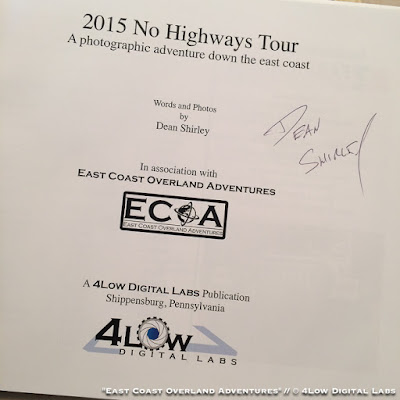 2015 No Highways Tour
A photographic adventure down the east coast
Words and Photos
by
Dean Shirley
DEAN
SHIRLEY
In association with
EAST COAST OVERLAND ADVENTURES
ECOA
EAST COAST OVERLAND ADVENTURES
A 4LOW DIGITAL LABS Publication
Shippensburg, Pennsylvania
4LOW
DIGITAL LABS
"EAST COAST OVERLAND ADVENTURES" // © 4LOW DIGITAL LABS